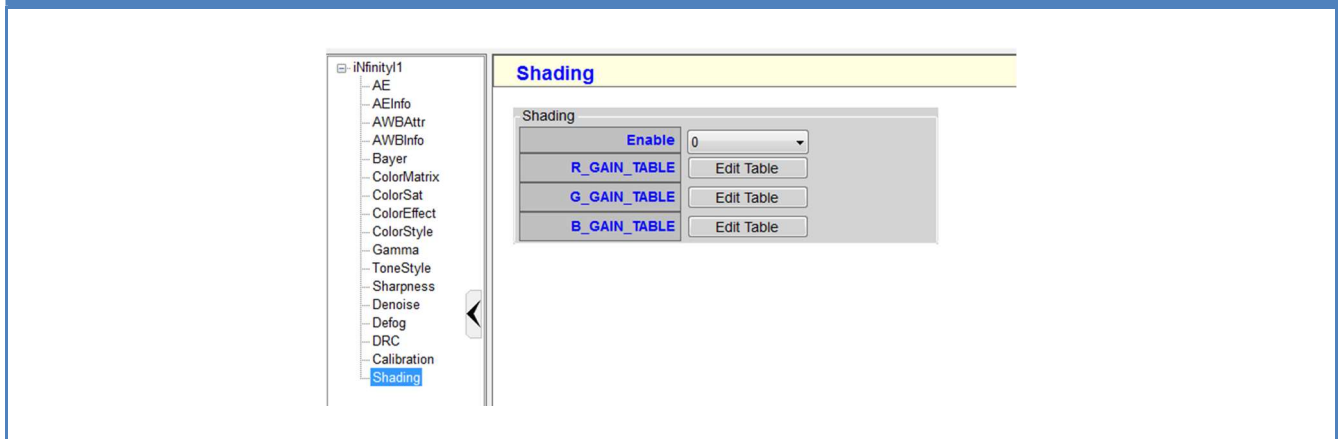 iNfinityI1
AE
AEInfo
AWBAttr
AWBInfo
Bayer
ColorMatrix
ColorSat
ColorEffect
ColorStyle
Gamma
ToneStyle
Sharpness
Denoise
Defog
DRC
Calibration
Shading
Shading
Shading
Enable 0
R_GAIN_TABLE Edit Table
G_GAIN_TABLE Edit Table
B_GAIN_TABLE Edit Table